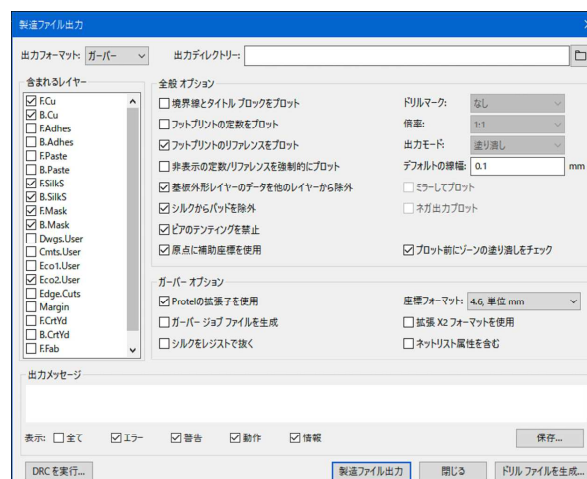 製造ファイル出力
出力フォーマット: ガーバー 出力ディレクトリー:
含まれるレイヤー
F.Cu
B.Cu
F.Adhes
B.Adhes
F.Paste
B.Paste
F.SilkS
B.SilkS
F.Mask
B.Mask
Dwgs.User
Cmts.User
Eco1.User
Eco2.User
Edge.Cuts
Margin
F.CrtYd
B.CrtYd
F.Fab
全般 オプション
境界線とタイトル ブロックをプロット ドリルマーク: なし
フットプリントの定数をプロット 倍率: 1:1
フットプリントのリファレンスをプロット 出力モード: 塗り潰し
非表示の定数/リファレンスを強制的にプロット デフォルトの線幅: 0.1 mm
基板外形レイヤーのデータを他のレイヤーから除外 ミラーしてプロット
シルクからパッドを除外 ネガ出力プロット
ビアのテンティングを禁止
原点に補助座標を使用 プロット前にゾーンの塗り潰しをチェック
ガーバー オプション
Protelの拡張子を使用 座標フォーマット: 4.6, 単位 mm
ガーバー ジョブ ファイルを生成 拡張 X2 フォーマットを使用
シルクをレジストで抜く ネットリスト属性を含む
出力メッセージ
表示: 全て エラー 警告 動作 情報 保存...
DRCを実行... 製造ファイル出力 閉じる ドリル ファイルを生成...